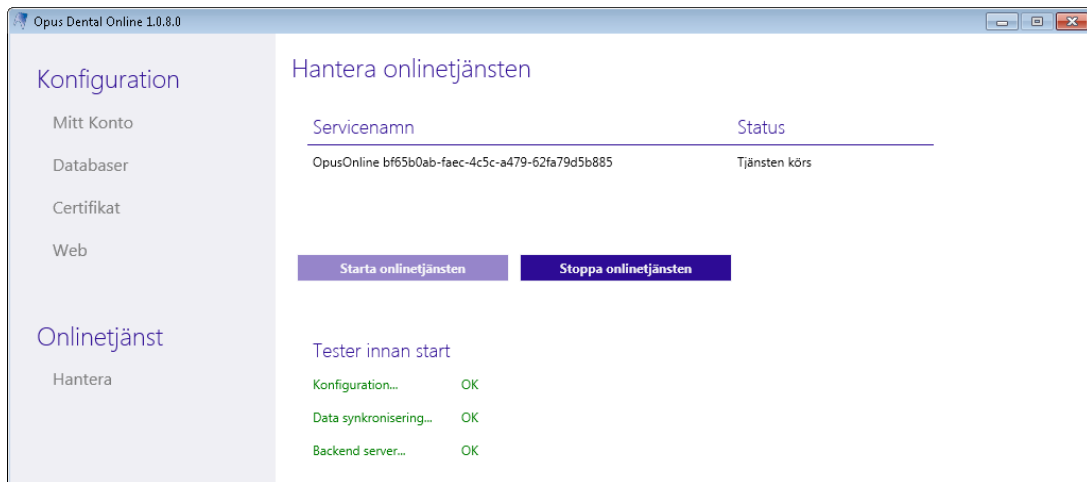 Opus Dental Online 1.0.8.0
Konfiguration
Mitt Konto
Databaser
Certifikat
Web
Onlinetjänst
Hantera
Hantera onlinetjänsten
Servicenamn Status
OpusOnline bf65b0ab-faec-4c5c-a479-62fa79d5b885 Tjänsten körs
Starta onlinetjänsten Stoppa onlinetjänsten
Tester innan start
Konfiguration... OK
Data synkronisering... OK
Backend server... OK